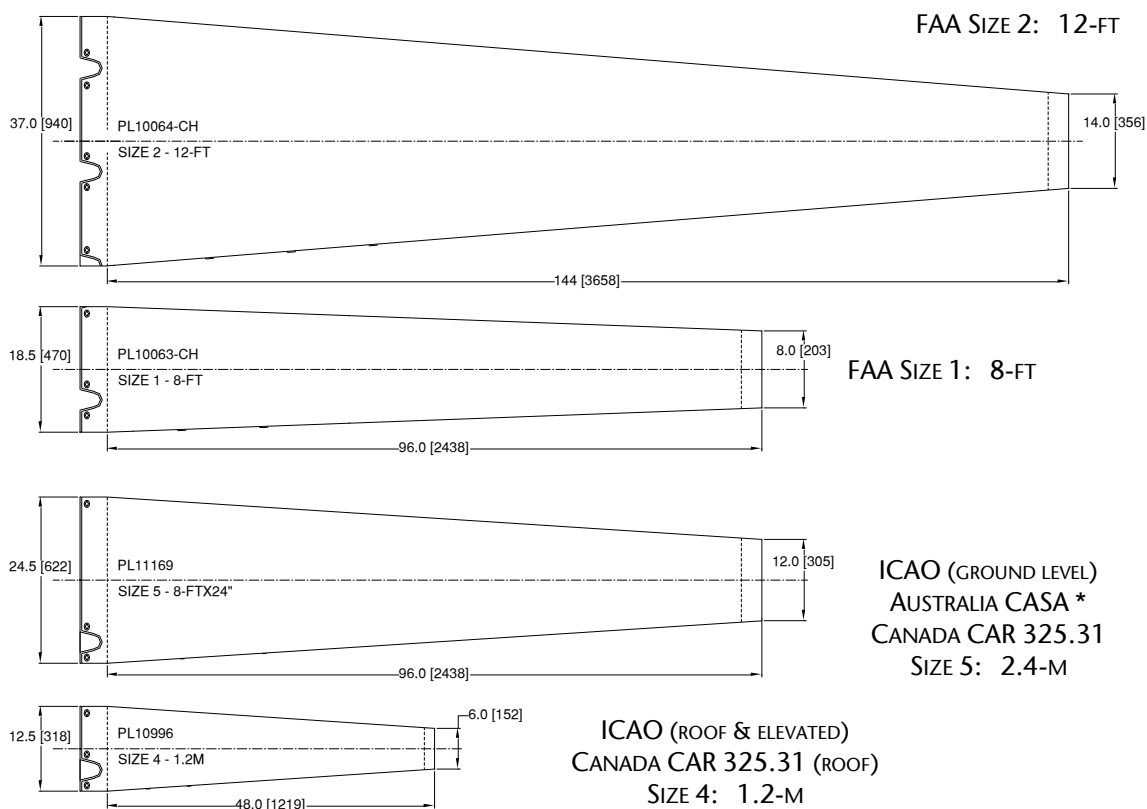 FAA SIZE 2: 12-FT
37.0 [940]
PL10064-CH
SIZE 2 - 12-FT
14.0 [356]
144 [3658]
18.5 [470]
PL10063-CH
SIZE 1 - 8-FT
8.0 [203]
FAA SIZE 1: 8-FT
96.0 [2438]
24.5 [622]
PL11169
SIZE 5 - 8-FTX24"
12.0 [305]
ICAO (GROUND LEVEL)
AUSTRALIA CASA *
CANADA CAR 325.31
SIZE 5: 2.4-M
96.0 [2438]
12.5 [318]
PL10996
SIZE 4 - 1.2M
6.0 [152]
ICAO (ROOF & ELEVATED)
CANADA CAR 325.31 (ROOF)
SIZE 4: 1.2-M
48.0 [1219]